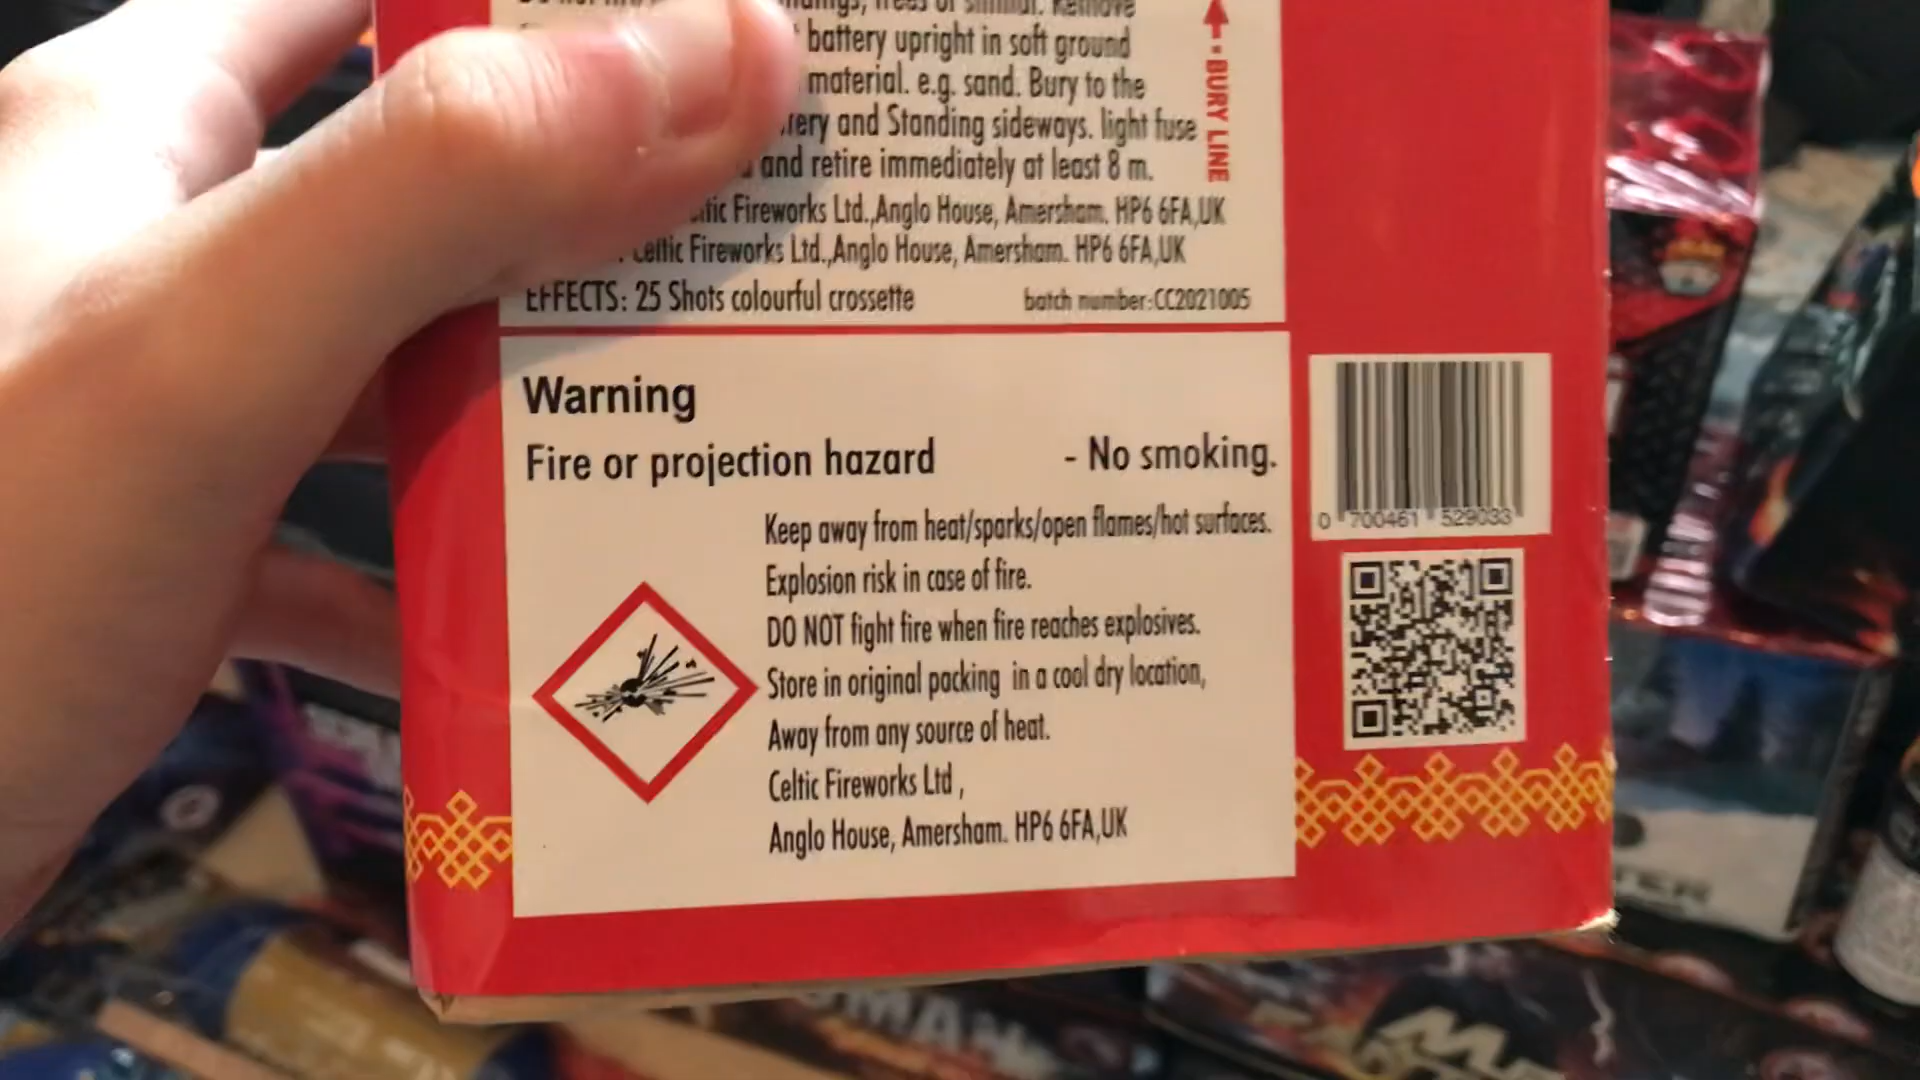 battery upright in soft ground
material. e.g. sand. Bury to the
and Standing sideways. light fuse
and retire immediately at least 8 m.
Fireworks Ltd.,Anglo House, Amersham. HP6 6FA,UK
Celtic Fireworks Ltd.,Anglo House, Amersham. HP6 6FA,UK
EFFECTS: 25 Shots colourful crossette
batch number:CC2021005
BURY LINE
Warning
Fire or projection hazard
- No smoking.
Keep away from heat/sparks/open flames/hot surfaces.
Explosion risk in case of fire.
DO NOT fight fire when fire reaches explosives.
Store in original packing in a cool dry location,
Away from any source of heat.
Celtic Fireworks Ltd ,
Anglo House, Amersham. HP6 6FA,UK
0 700461 529033